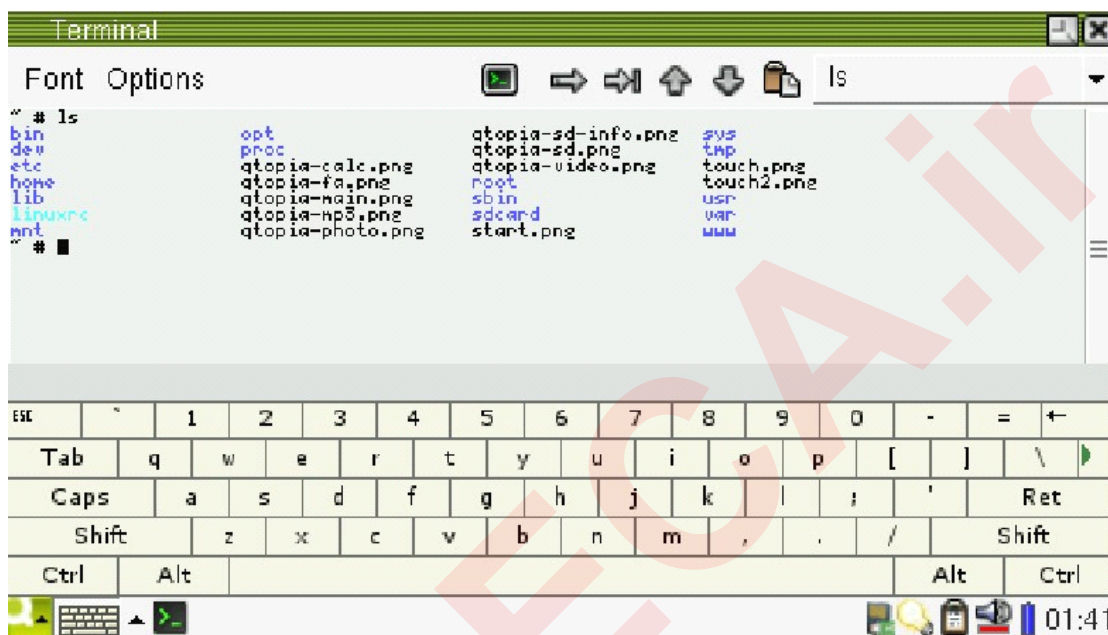 Terminal
Font Options ls
~ # ls
bin opt qtopia-sd-info.png sys
dev proc qtopia-sd.png tmp
etc qtopia-calc.png qtopia-video.png touch.png
home qtopia-fa.png root touch2.png
lib qtopia-main.png sbin usr
linuxrc qtopia-mp3.png sdcard var
mnt qtopia-photo.png start.png www
~ #
ESC ` 1 2 3 4 5 6 7 8 9 0 - = ←
Tab q w e r t y u i o p [ ] \
Caps a s d f g h j k l ; ' Ret
Shift z x c v b n m , . / Shift
Ctrl Alt Alt Ctrl
01:41
ECA.ir